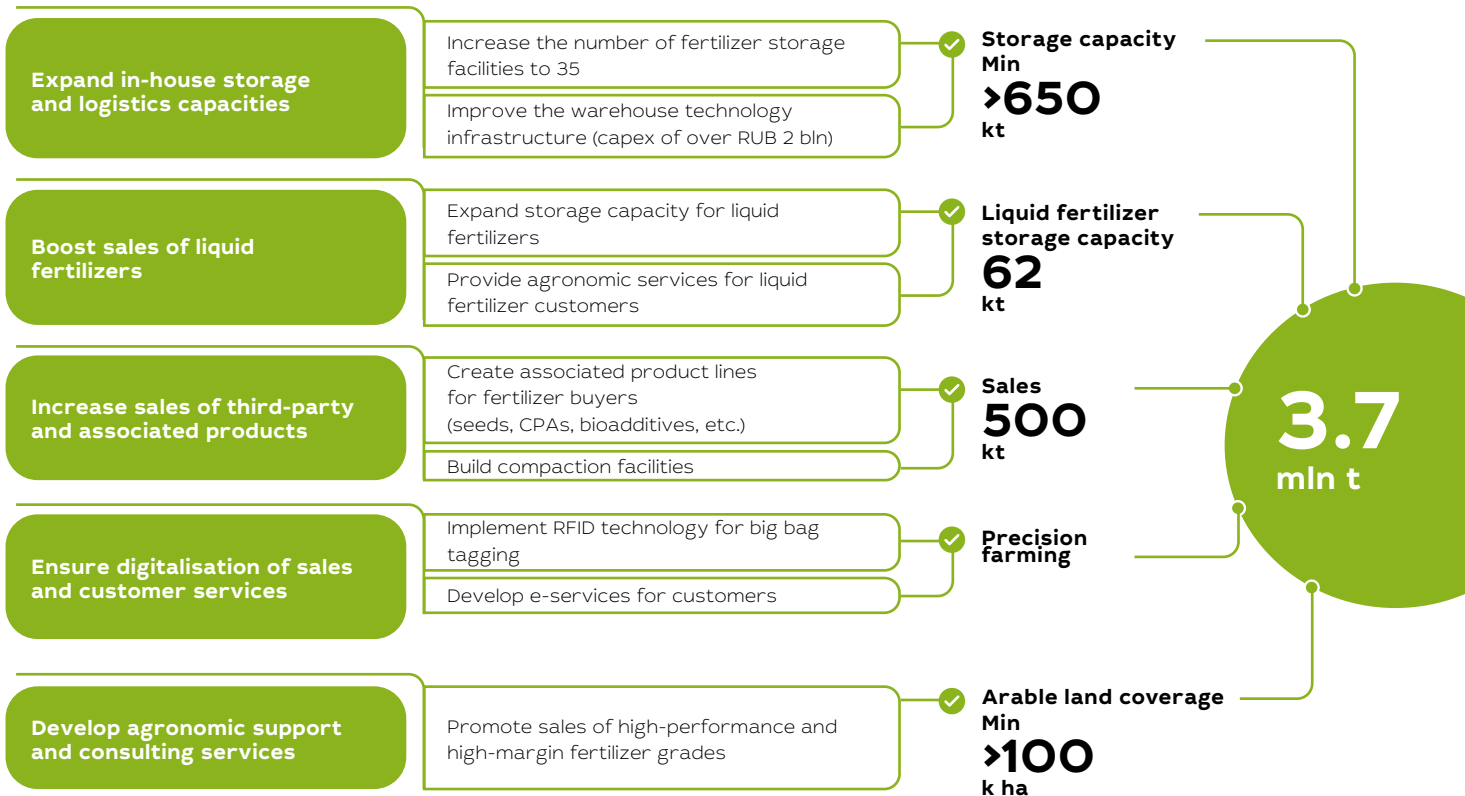 Expand in-house storage
and logistics capacities
Increase the number of fertilizer storage
facilities to 35
Improve the warehouse technology
infrastructure (capex of over RUB 2 bln)
Storage capacity
Min
>650
kt
Boost sales of liquid
fertilizers
Expand storage capacity for liquid
fertilizers
Provide agronomic services for liquid
fertilizer customers
Liquid fertilizer
storage capacity
62
kt
Increase sales of third-party
and associated products
Create associated product lines
for fertilizer buyers
(seeds, CPAs, bioadditives, etc.)
Build compaction facilities
Sales
500
kt
Ensure digitalisation of sales
and customer services
Implement RFID technology for big bag
tagging
Develop e-services for customers
Precision
farming
Develop agronomic support
and consulting services
Promote sales of high-performance and
high-margin fertilizer grades
Arable land coverage
Min
>100
k ha
3.7
mln t